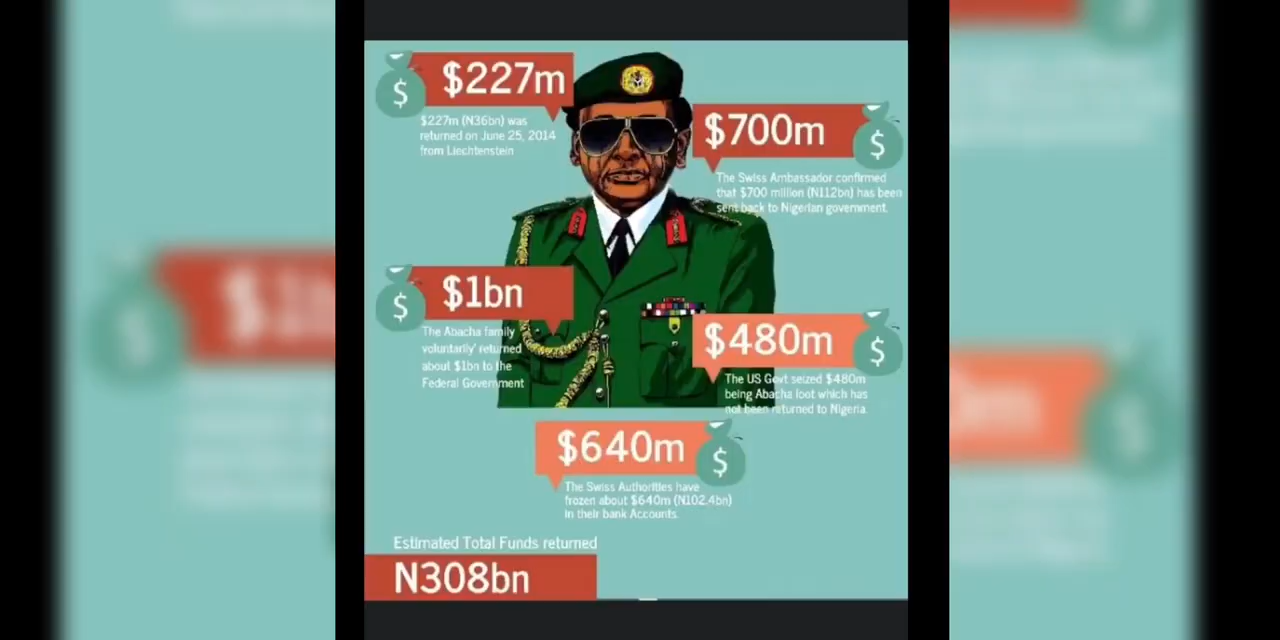 $227m
$227m (N36bn) was
returned on June 25, 2014
from Liechtenstein
$700m
The Swiss Ambassador confirmed
that $700 million (N112bn) has been
sent back to Nigerian government.
$1bn
The Abacha family
voluntarily' returned
about $1bn to the
Federal Government
$480m
The US Govt seized $480m
being Abacha loot which has
not been returned to Nigeria.
$640m
The Swiss Authorities have
frozen about $640m (N102.4bn)
in their bank Accounts.
Estimated Total Funds returned
N308bn